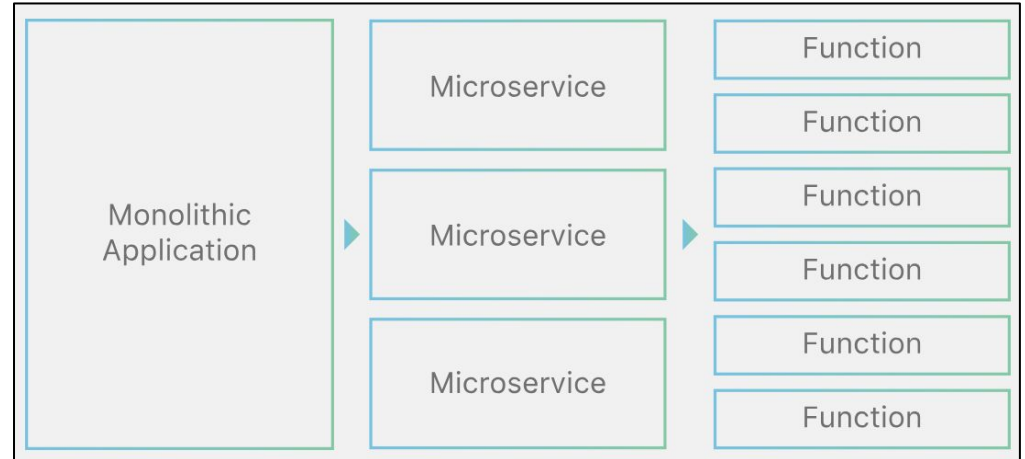 Monolithic
Application
Microservice
Microservice
Microservice
Function
Function
Function
Function
Function
Function